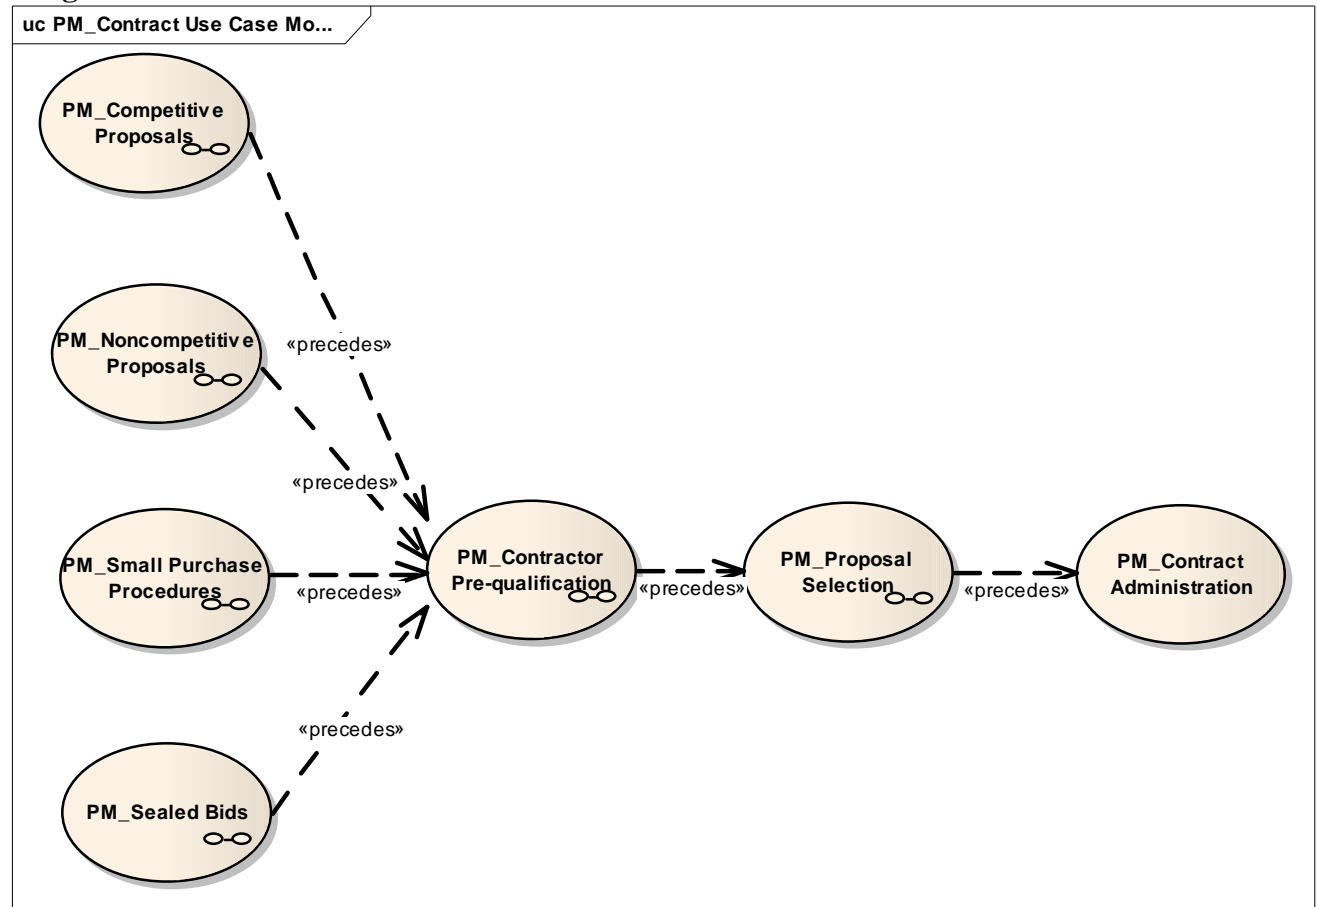 uc PM_Contract Use Case Mo...
PM_Competitive
Proposals
PM_Noncompetitive
Proposals
«precedes»
«precedes»
PM_Small Purchase
Procedures
«precedes»
PM_Contractor
Pre-qualification
«precedes»
PM_Proposal
Selection
«precedes»
PM_Contract
Administration
«precedes»
PM_Sealed Bids